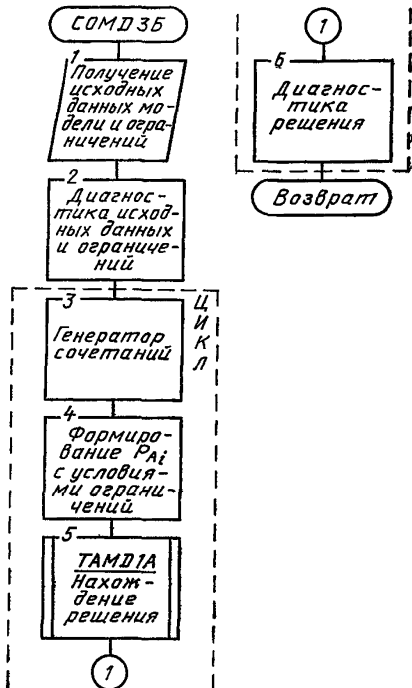 СОМD3Б
1
Получение
исходных
данных мо-
дели и огра-
ничений
2
Диагнос-
тика исход-
ных данных
и ограниче-
ний
3
Генератор
сочетаний
ЦИКЛ
4
Формиро-
вание PAi
с условия-
ми ограни-
чений
5
TAMD1A
Нахож-
дение
решения
1
1
6
Диагнос-
тика
решения
Возврат